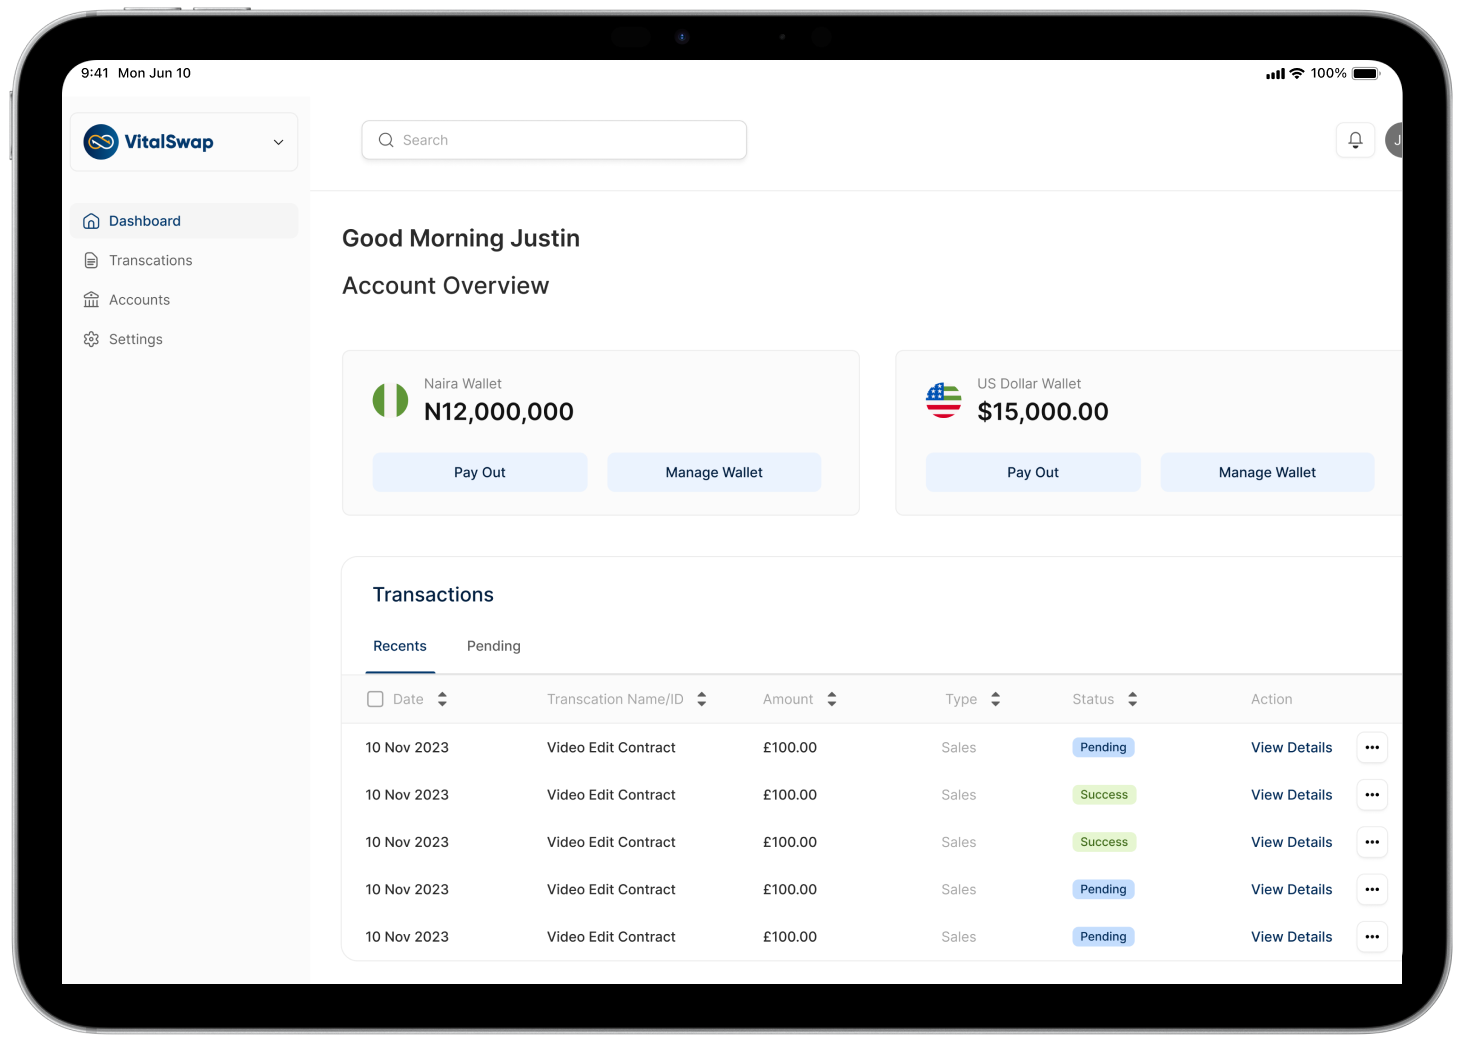 9:41 Mon Jun 10
100%
VitalSwap
Search
J
Dashboard
Transcations
Accounts
Settings
Good Morning Justin
Account Overview
Naira Wallet
N12,000,000
Pay Out
Manage Wallet
US Dollar Wallet
$15,000.00
Pay Out
Manage Wallet
Transactions
Recents
Pending
Date Transcation Name/ID Amount Type Status Action
10 Nov 2023 Video Edit Contract £100.00 Sales Pending View Details
10 Nov 2023 Video Edit Contract £100.00 Sales Success View Details
10 Nov 2023 Video Edit Contract £100.00 Sales Success View Details
10 Nov 2023 Video Edit Contract £100.00 Sales Pending View Details
10 Nov 2023 Video Edit Contract £100.00 Sales Pending View Details